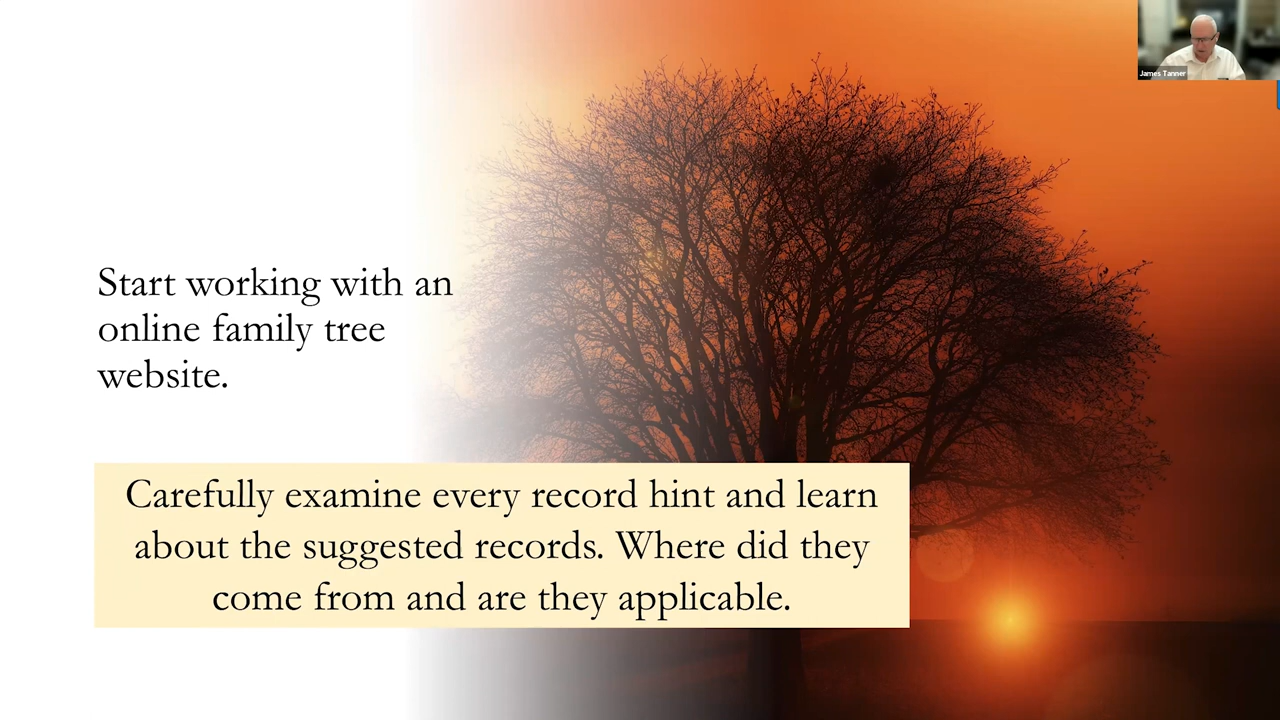 James Tanner
Start working with an
online family tree
website.
Carefully examine every record hint and learn
about the suggested records. Where did they
come from and are they applicable.